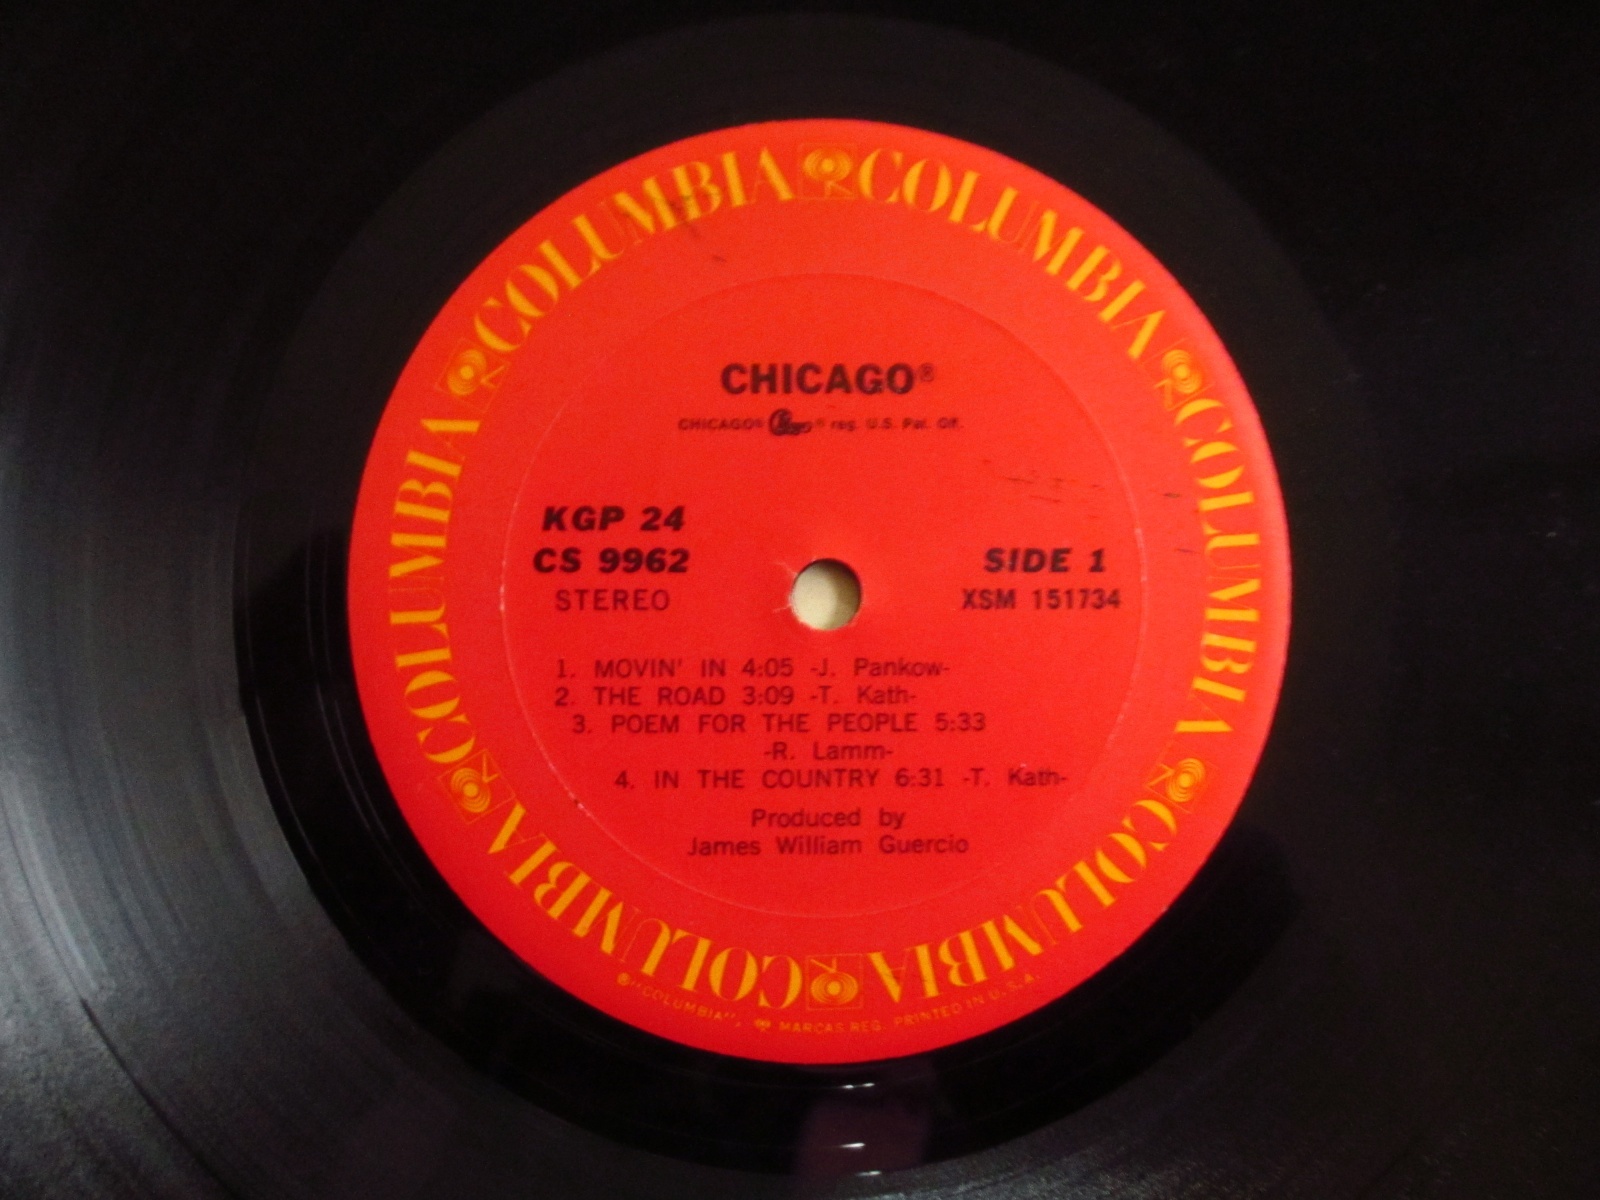 COLUMBIA COLUMBIA COLUMBIA COLUMBIA COLUMBIA COLUMBIA
CHICAGO®
CHICAGO® Chicago® reg. U.S. Pat. Off.
KGP 24
CS 9962
STEREO
SIDE 1
XSM 151734
1. MOVIN' IN 4:05 -J. Pankow-
2. THE ROAD 3:09 -T. Kath-
3. POEM FOR THE PEOPLE 5:33
-R. Lamm-
4. IN THE COUNTRY 6:31 -T. Kath-
Produced by
James William Guercio
®"COLUMBIA", MARCAS REG. PRINTED IN U.S.A.